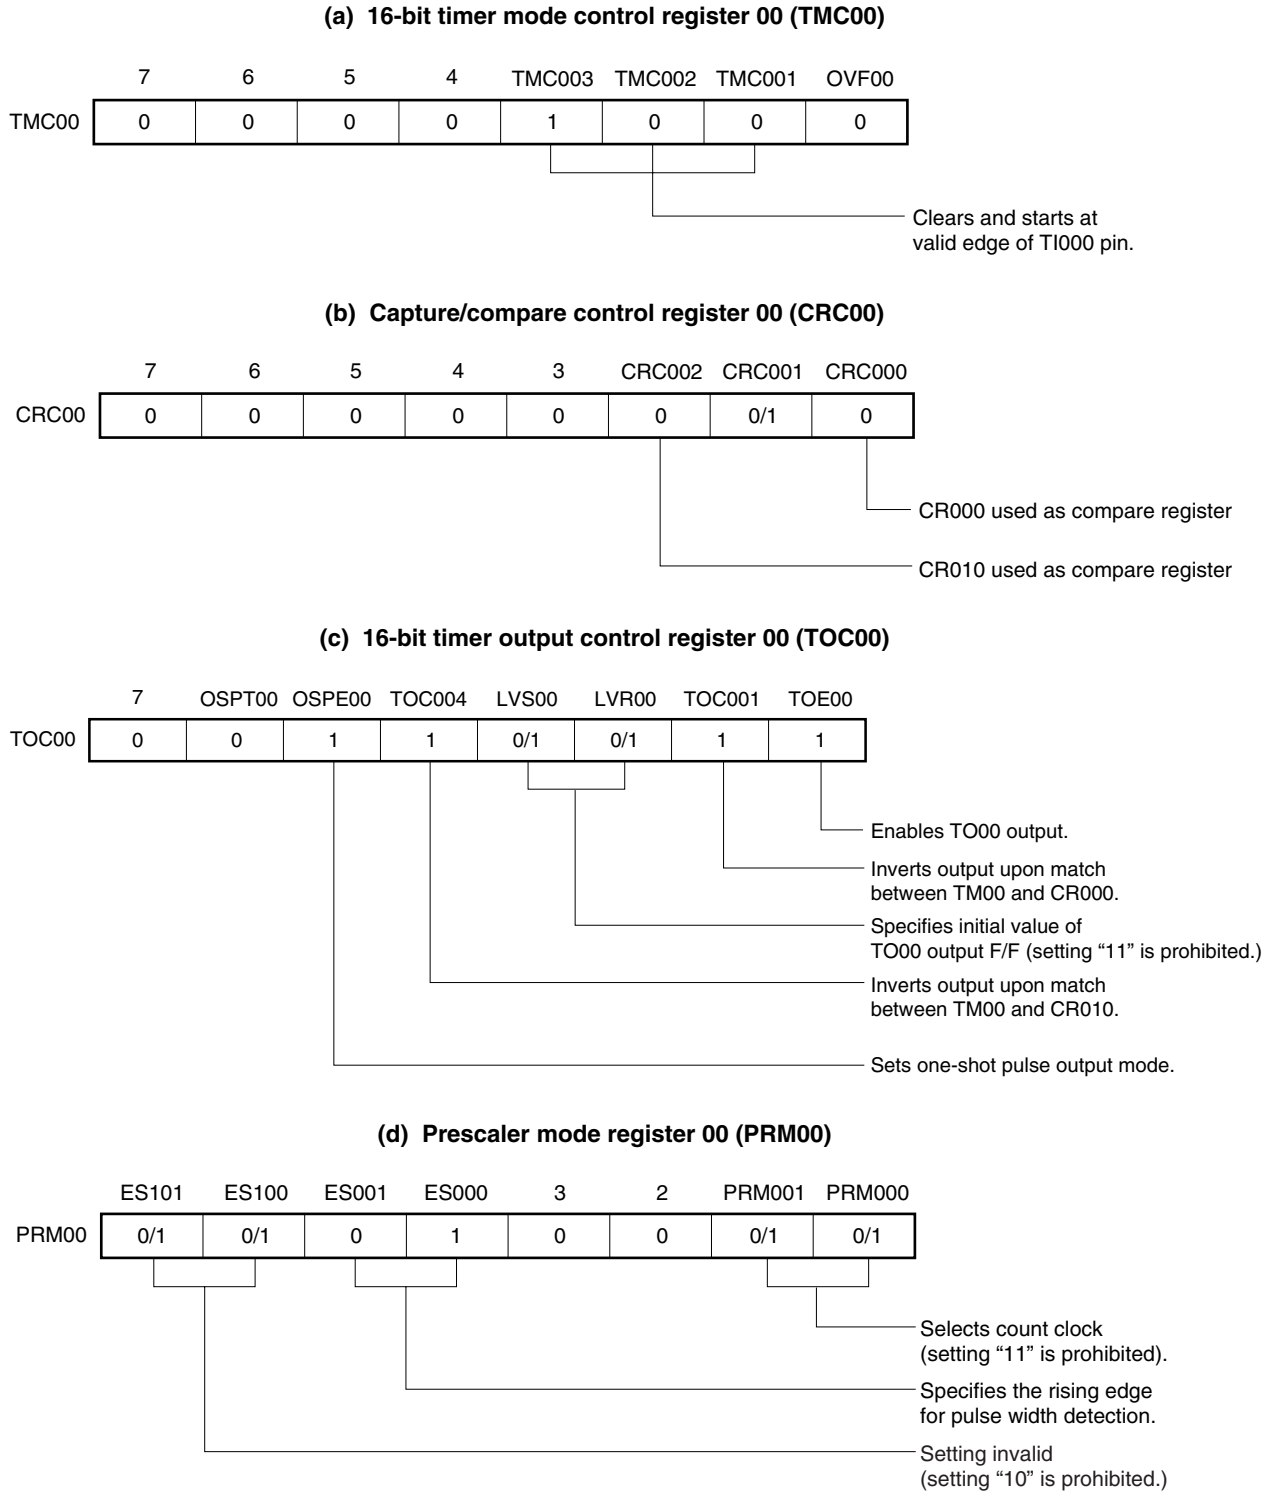 (a) 16-bit timer mode control register 00 (TMC00)
7 6 5 4 TMC003 TMC002 TMC001 OVF00
TMC00 0 0 0 0 1 0 0 0
Clears and starts at
valid edge of TI000 pin.
(b) Capture/compare control register 00 (CRC00)
7 6 5 4 3 CRC002 CRC001 CRC000
CRC00 0 0 0 0 0 0 0/1 0
CR000 used as compare register
CR010 used as compare register
(c) 16-bit timer output control register 00 (TOC00)
7 OSPT00 OSPE00 TOC004 LVS00 LVR00 TOC001 TOE00
TOC00 0 0 1 1 0/1 0/1 1 1
Enables TO00 output.
Inverts output upon match
between TM00 and CR000.
Specifies initial value of
TO00 output F/F (setting “11” is prohibited.)
Inverts output upon match
between TM00 and CR010.
Sets one-shot pulse output mode.
(d) Prescaler mode register 00 (PRM00)
ES101 ES100 ES001 ES000 3 2 PRM001 PRM000
PRM00 0/1 0/1 0 1 0 0 0/1 0/1
Selects count clock
(setting “11” is prohibited).
Specifies the rising edge
for pulse width detection.
Setting invalid
(setting “10” is prohibited.)